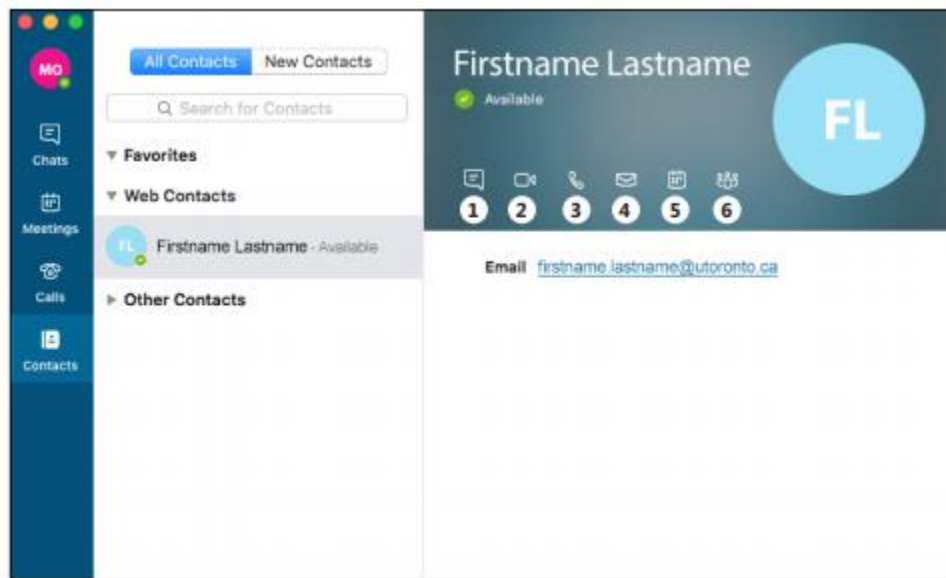 MO
Chats
Meetings
Calls
Contacts
All Contacts New Contacts
Search for Contacts
Favorites
Web Contacts
FL Firstname Lastname - Available
Other Contacts
Firstname Lastname
Available
FL
1 2 3 4 5 6
Email firstname.lastname@utoronto.ca